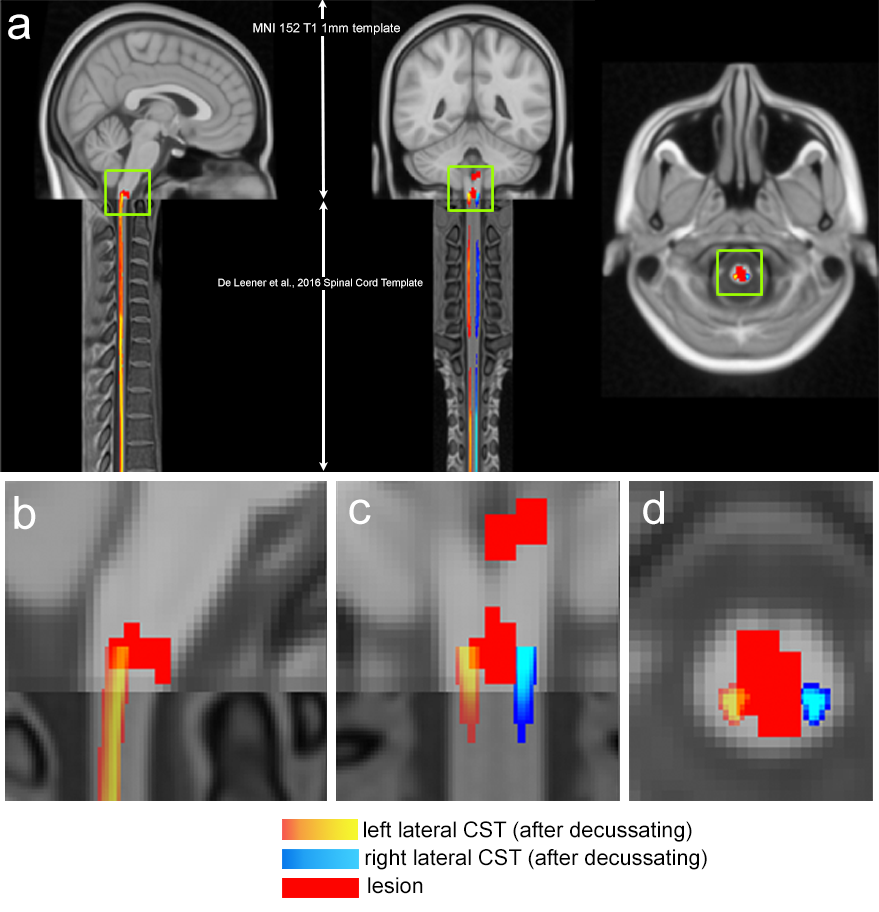 a
MNI 152 T1 1mm template
De Leener et al., 2016 Spinal Cord Template
b
c
d
left lateral CST (after decussating)
right lateral CST (after decussating)
lesion